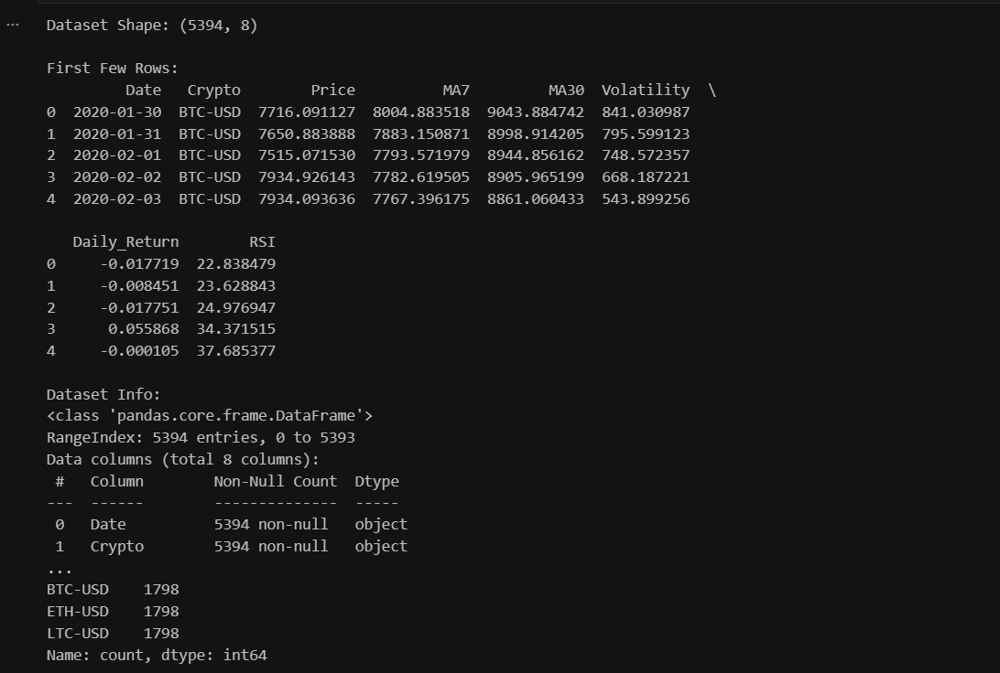 Dataset Shape: (5394, 8)
First Few Rows:
Date Crypto Price MA7 MA30 Volatility \
0 2020-01-30 BTC-USD 7716.091127 8004.883518 9043.884742 841.030987
1 2020-01-31 BTC-USD 7650.883888 7883.150871 8998.914205 795.599123
2 2020-02-01 BTC-USD 7515.071530 7793.571979 8944.856162 748.572357
3 2020-02-02 BTC-USD 7934.926143 7782.619505 8905.965199 668.187221
4 2020-02-03 BTC-USD 7934.093636 7767.396175 8861.060433 543.899256
Daily_Return RSI
0 -0.017719 22.838479
1 -0.008451 23.628843
2 -0.017751 24.976947
3 0.055868 34.371515
4 -0.000105 37.685377
Dataset Info:
<class 'pandas.core.frame.DataFrame'>
RangeIndex: 5394 entries, 0 to 5393
Data columns (total 8 columns):
# Column Non-Null Count Dtype
--- ------ -------------- -----
0 Date 5394 non-null object
1 Crypto 5394 non-null object
...
BTC-USD 1798
ETH-USD 1798
LTC-USD 1798
Name: count, dtype: int64